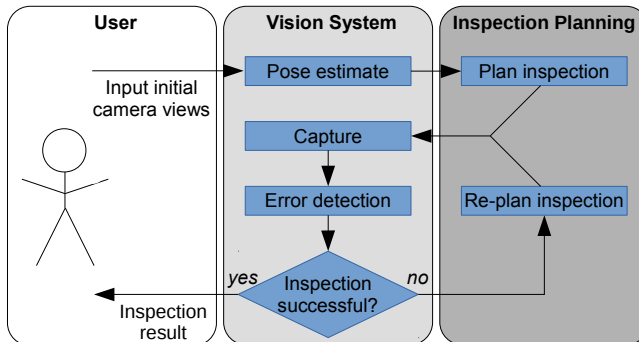 User
Vision System
Inspection Planning
Input initial
camera views
Pose estimate
Plan inspection
Capture
Error detection
Re-plan inspection
yes
Inspection
successful?
no
Inspection
result